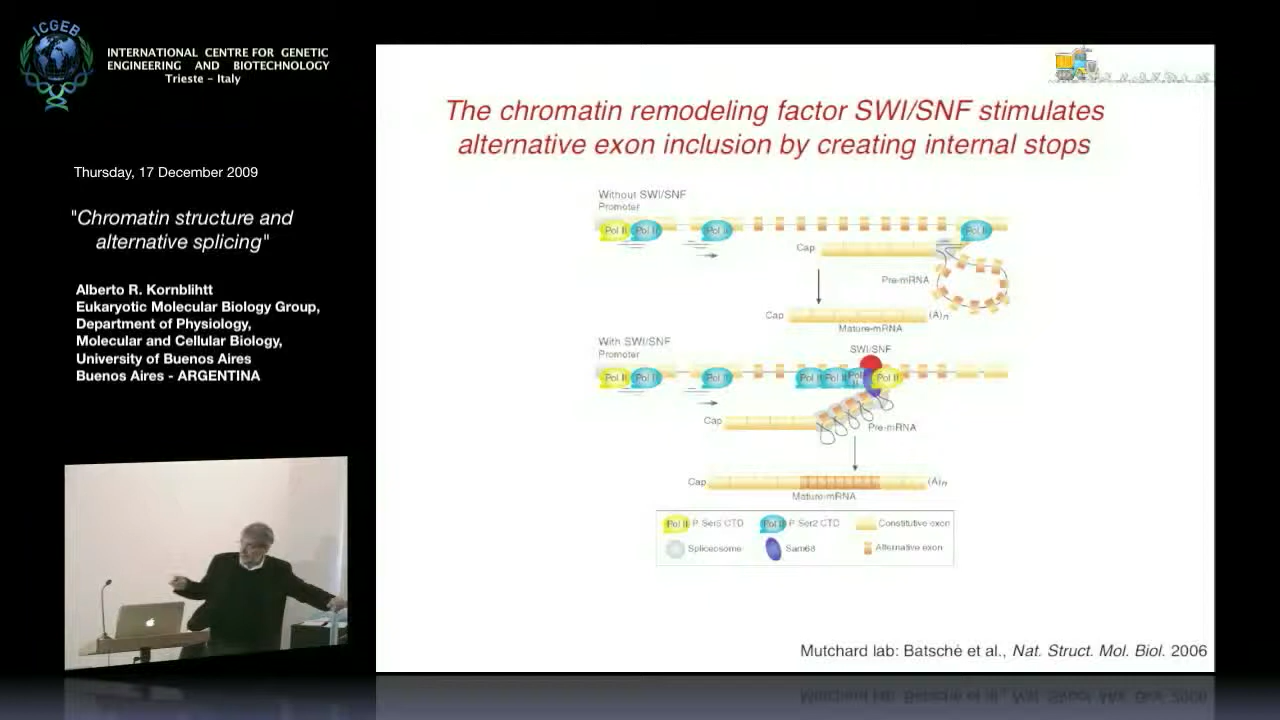 ICGEB
INTERNATIONAL CENTRE FOR GENETIC
ENGINEERING AND BIOTECHNOLOGY
Trieste – Italy
Thursday, 17 December 2009
"Chromatin structure and
alternative splicing"
Alberto R. Kornblihtt
Eukaryotic Molecular Biology Group,
Department of Physiology,
Molecular and Cellular Biology,
University of Buenos Aires
Buenos Aires - ARGENTINA
The chromatin remodeling factor SWI/SNF stimulates
alternative exon inclusion by creating internal stops
Without SWI/SNF
Promoter
Pol II Pol II Pol II Pol II
Cap
Pre-mRNA
Cap (A)n
Mature-mRNA
With SWI/SNF
Promoter
SWI/SNF
Pol II Pol II Pol II Pol II Pol II Pol II
Cap
Pre-mRNA
Cap (A)n
Mature-mRNA
Pol II P Ser5 CTD Pol II P Ser2 CTD Constitutive exon
Spliceosome Sam68 Alternative exon
Mutchard lab: Batsché et al., Nat. Struct. Mol. Biol. 2006